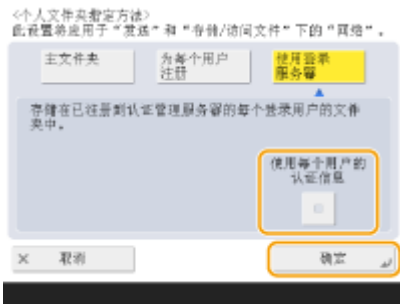 <个人文件夹指定方法>
此设置将应用于“发送”和“存储/访问文件”下的“网络”。
主文件夹
为每个用户
注册
使用登录
服务器
存储在已注册到认证管理服务器的每个登录用户的文件
夹中。
使用每个用户的
认证信息
× 取消
确定